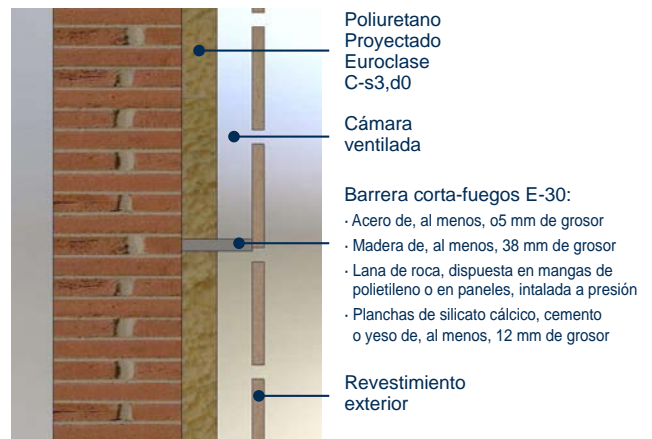 Poliuretano
Proyectado
Euroclase
C-s3,d0
Cámara
ventilada
Barrera corta-fuegos E-30:
· Acero de, al menos, o5 mm de grosor
· Madera de, al menos, 38 mm de grosor
· Lana de roca, dispuesta en mangas de
polietileno o en paneles, intalada a presión
· Planchas de silicato cálcico, cemento
o yeso de, al menos, 12 mm de grosor
Revestimiento
exterior